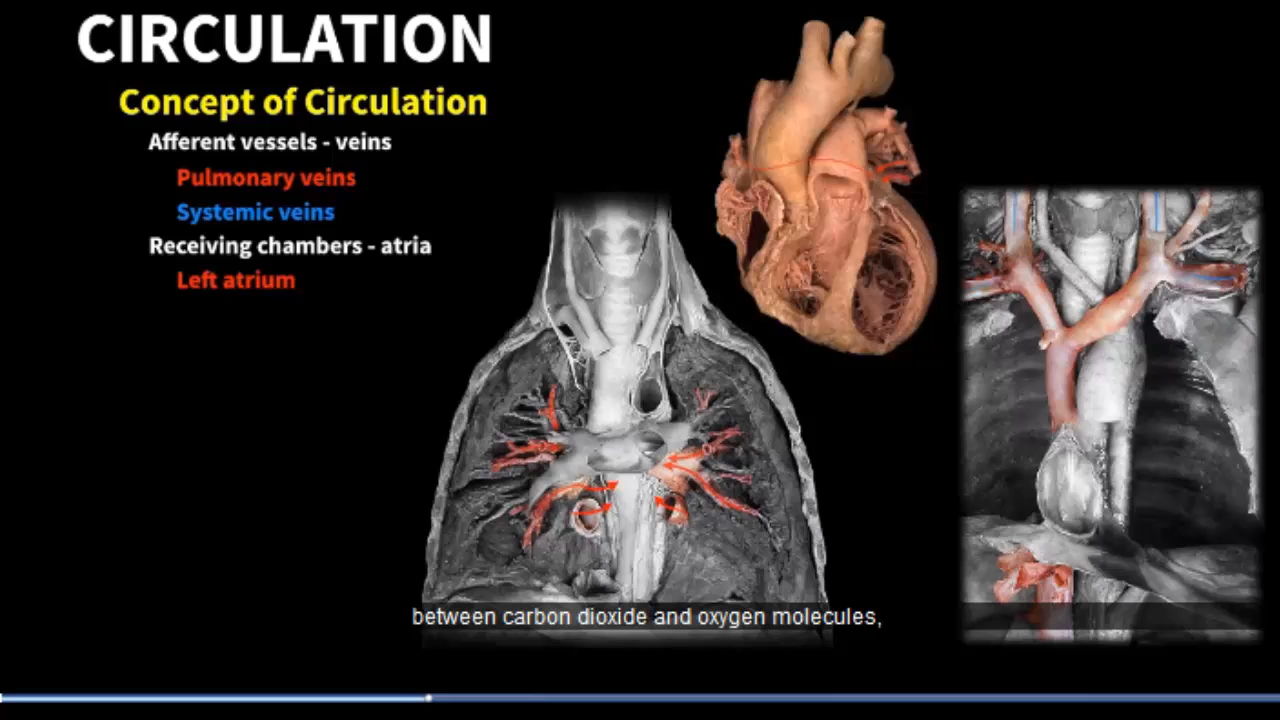 CIRCULATION
Concept of Circulation
Afferent vessels - veins
Pulmonary veins
Systemic veins
Receiving chambers - atria
Left atrium
between carbon dioxide and oxygen molecules,